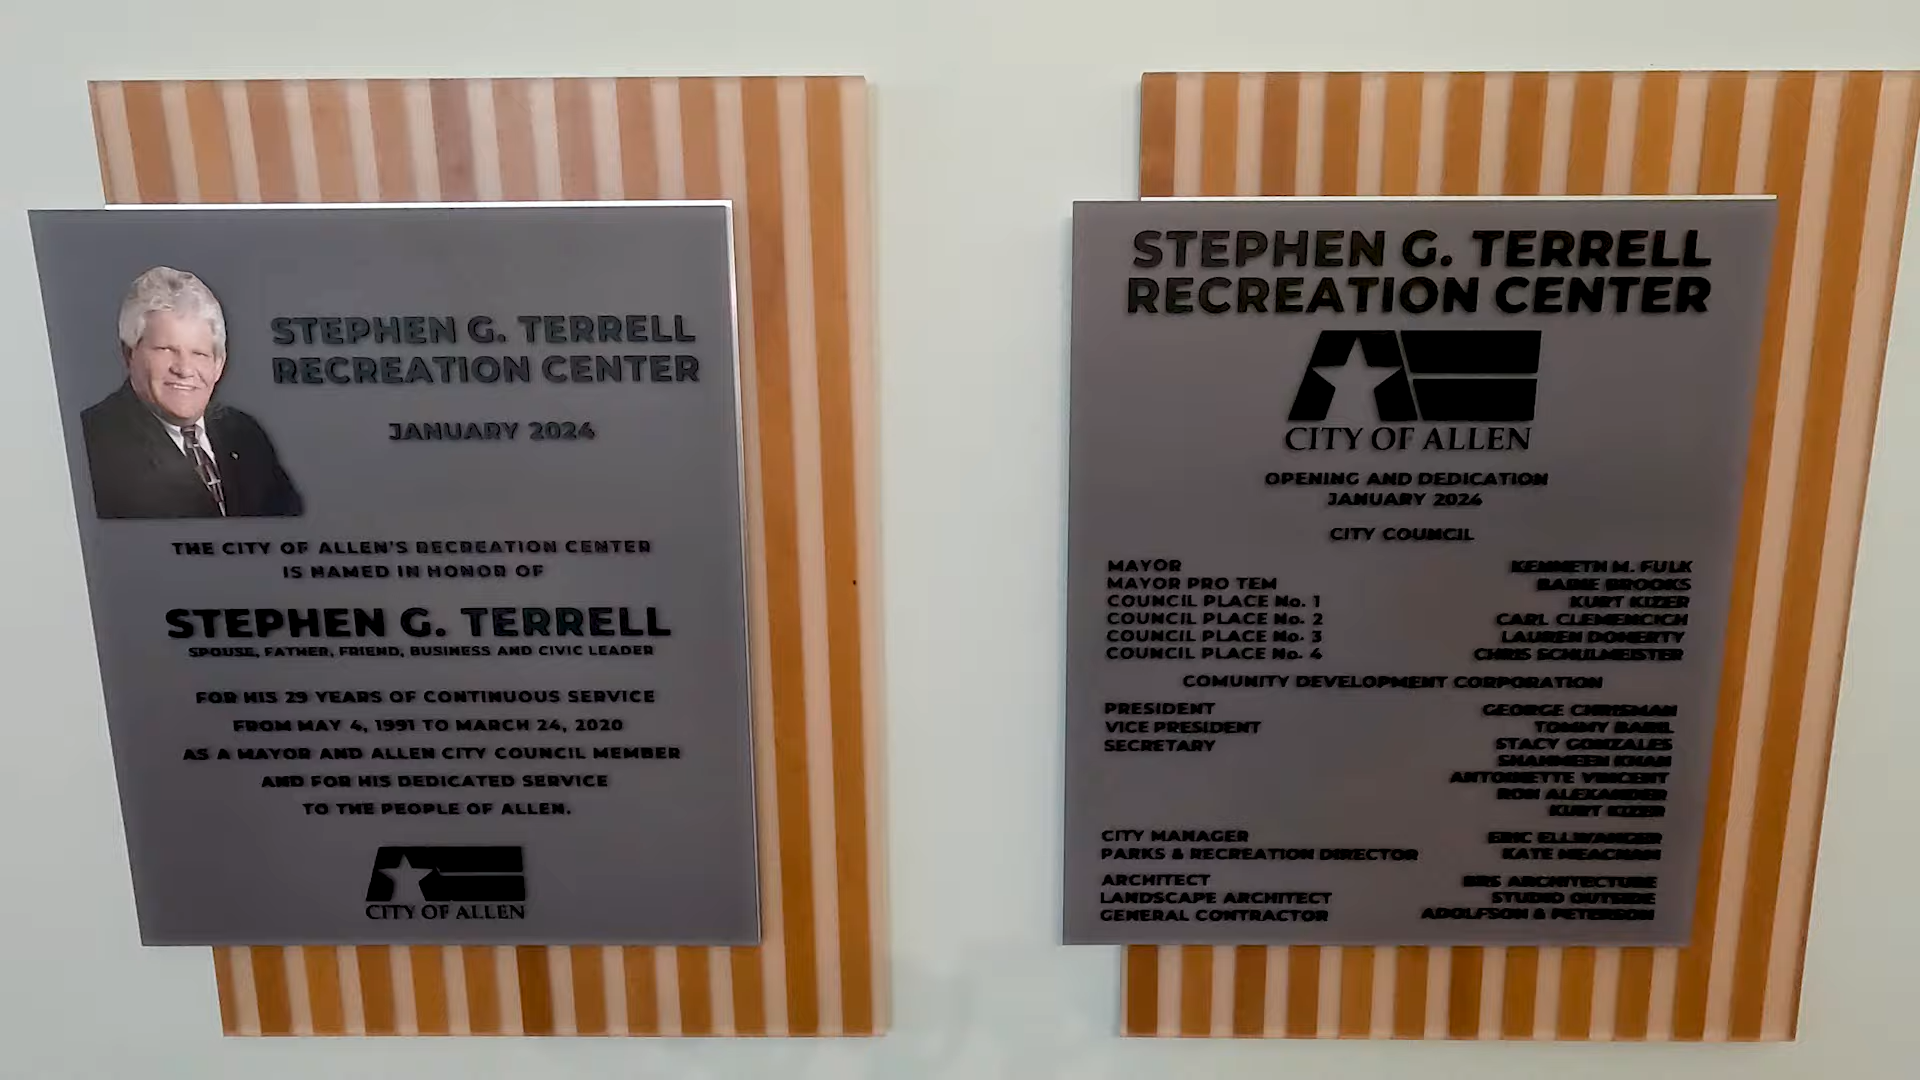 STEPHEN G. TERRELL
RECREATION CENTER
JANUARY 2024
THE CITY OF ALLEN'S RECREATION CENTER
IS NAMED IN HONOR OF
STEPHEN G. TERRELL
SPOUSE, FATHER, FRIEND, BUSINESS AND CIVIC LEADER
FOR HIS 29 YEARS OF CONTINUOUS SERVICE
FROM MAY 4, 1991 TO MARCH 24, 2020
AS A MAYOR AND ALLEN CITY COUNCIL MEMBER
AND FOR HIS DEDICATED SERVICE
TO THE PEOPLE OF ALLEN.
CITY OF ALLEN
STEPHEN G. TERRELL
RECREATION CENTER
CITY OF ALLEN
OPENING AND DEDICATION
JANUARY 2024
CITY COUNCIL
MAYOR KENNETH M. FULK
MAYOR PRO TEM BROOKS
COUNCIL PLACE No. 1 KURT KIZER
COUNCIL PLACE No. 2 CARL CLEMENCICH
COUNCIL PLACE No. 3 LAUREN DOHERTY
COUNCIL PLACE No. 4 CHRIS SCHULMEISTER
COMUNITY DEVELOPMENT CORPORATION
PRESIDENT GEORGE CHRISMAN
VICE PRESIDENT TOMMY BARIL
SECRETARY STACY GONZALES
SHAHMEEN KHAN
ANTOINETTE VINCENT
RON ALEXANDER
KURT KIZER
CITY MANAGER ERIC ELLWANGER
PARKS & RECREATION DIRECTOR KATE MEACHAM
ARCHITECT BRS ARCHITECTURE
LANDSCAPE ARCHITECT STUDIO OUTSIDE
GENERAL CONTRACTOR ADOLFSON & PETERSON